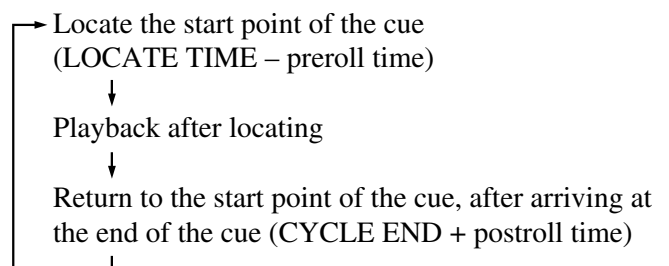 Locate the start point of the cue
(LOCATE TIME – preroll time)
Playback after locating
Return to the start point of the cue, after arriving at
the end of the cue (CYCLE END + postroll time)